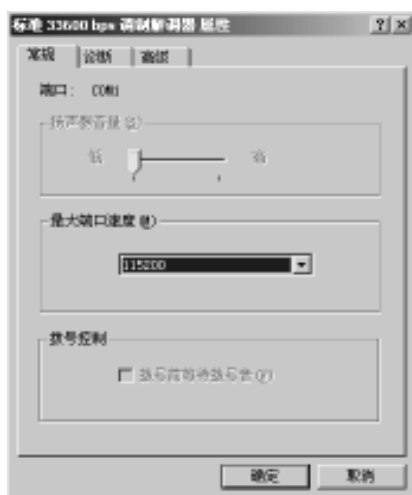 标准 33600 bps 调制解调器 属性
常规 诊断 高级
端口: COM1
扬声器音量(S)
低 高
最大端口速度(M)
115200
拨号控制
拨号前等待拨号音(W)
确定 取消